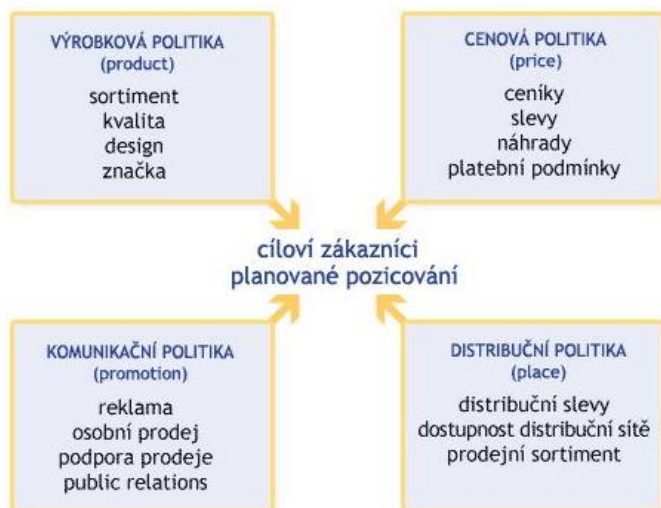 VÝROBKOVÁ POLITIKA
(product)
sortiment
kvalita
design
značka
CENOVÁ POLITIKA
(price)
ceníky
slevy
náhrady
platební podmínky
cíloví zákazníci
planované pozicování
KOMUNIKAČNÍ POLITIKA
(promotion)
reklama
osobní prodej
podpora prodeje
public relations
DISTRIBUČNÍ POLITIKA
(place)
distribuční slevy
dostupnost distribuční sítě
prodejní sortiment